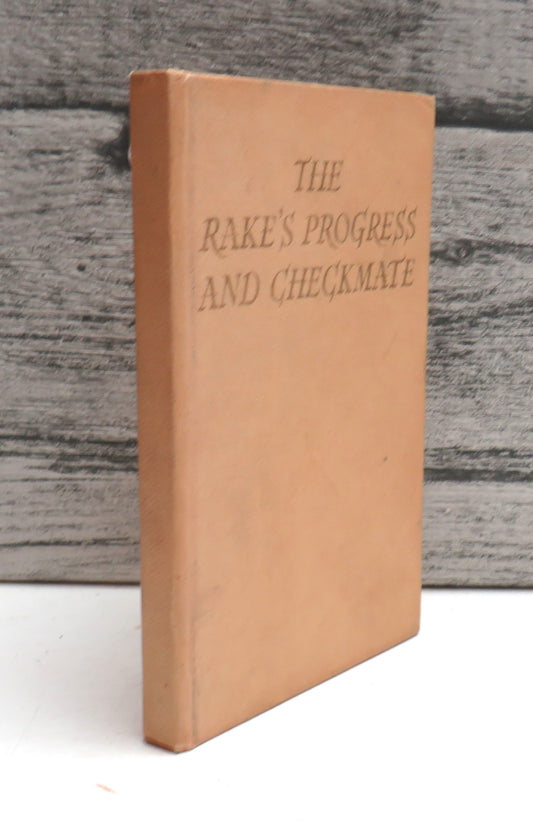 THE
RAKE'S PROGRESS
AND CHECKMATE